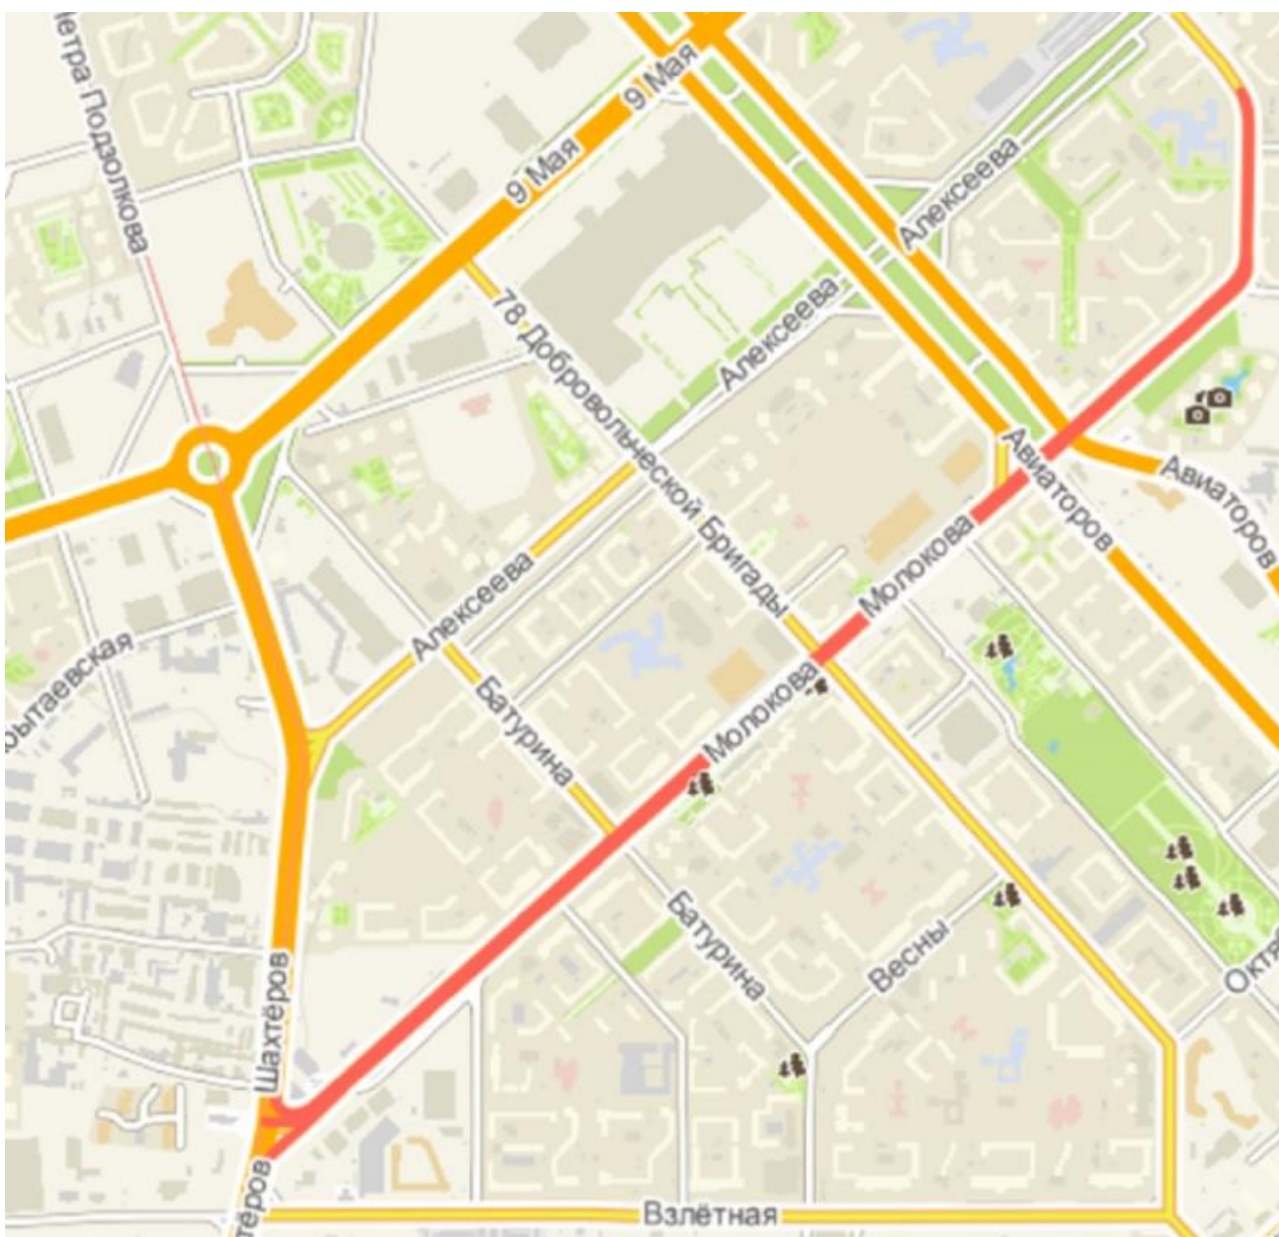 Петра Подзолкова
9 Мая
9 Мая
Алексеева
Алексеева
78 Добровольческой Бригады
Авиаторов
Авиаторов
Молокова
Алексеева
Молокова
Батурина
Батурина
Весны
Шахтёров
Взлётная